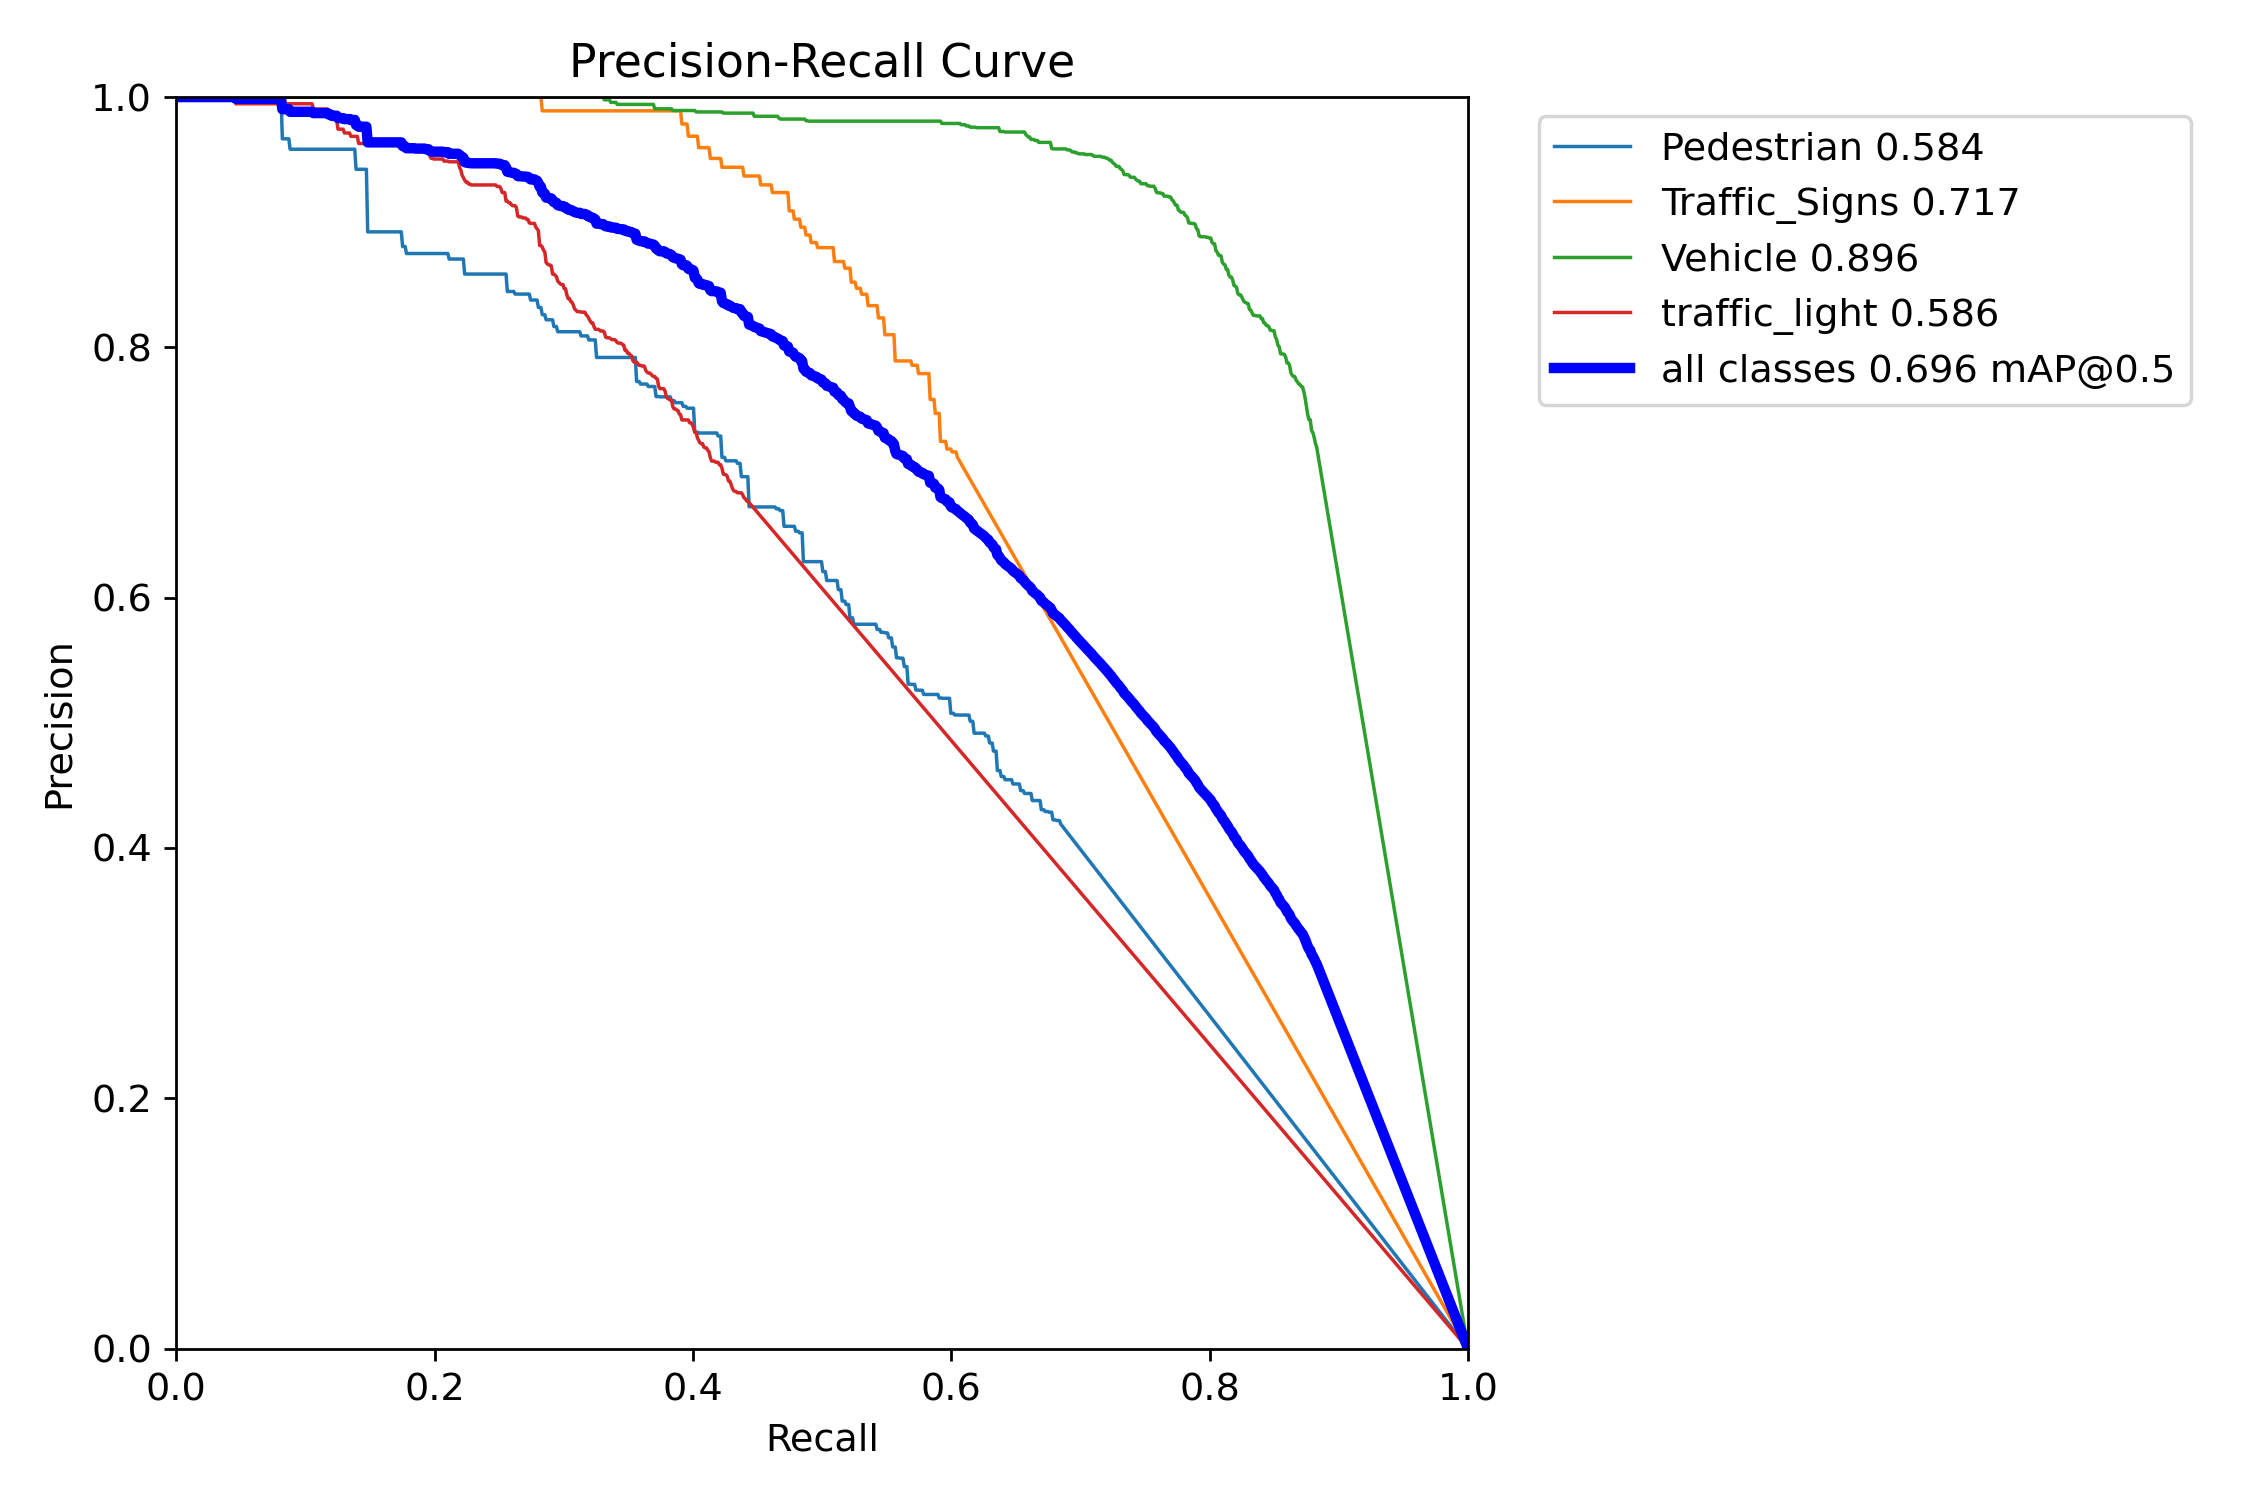 Precision-Recall Curve
1.0
0.8
0.6
0.4
0.2
0.0
Precision
0.0 0.2 0.4 0.6 0.8 1.0
Recall
Pedestrian 0.584
Traffic_Signs 0.717
Vehicle 0.896
traffic_light 0.586
all classes 0.696 mAP@0.5